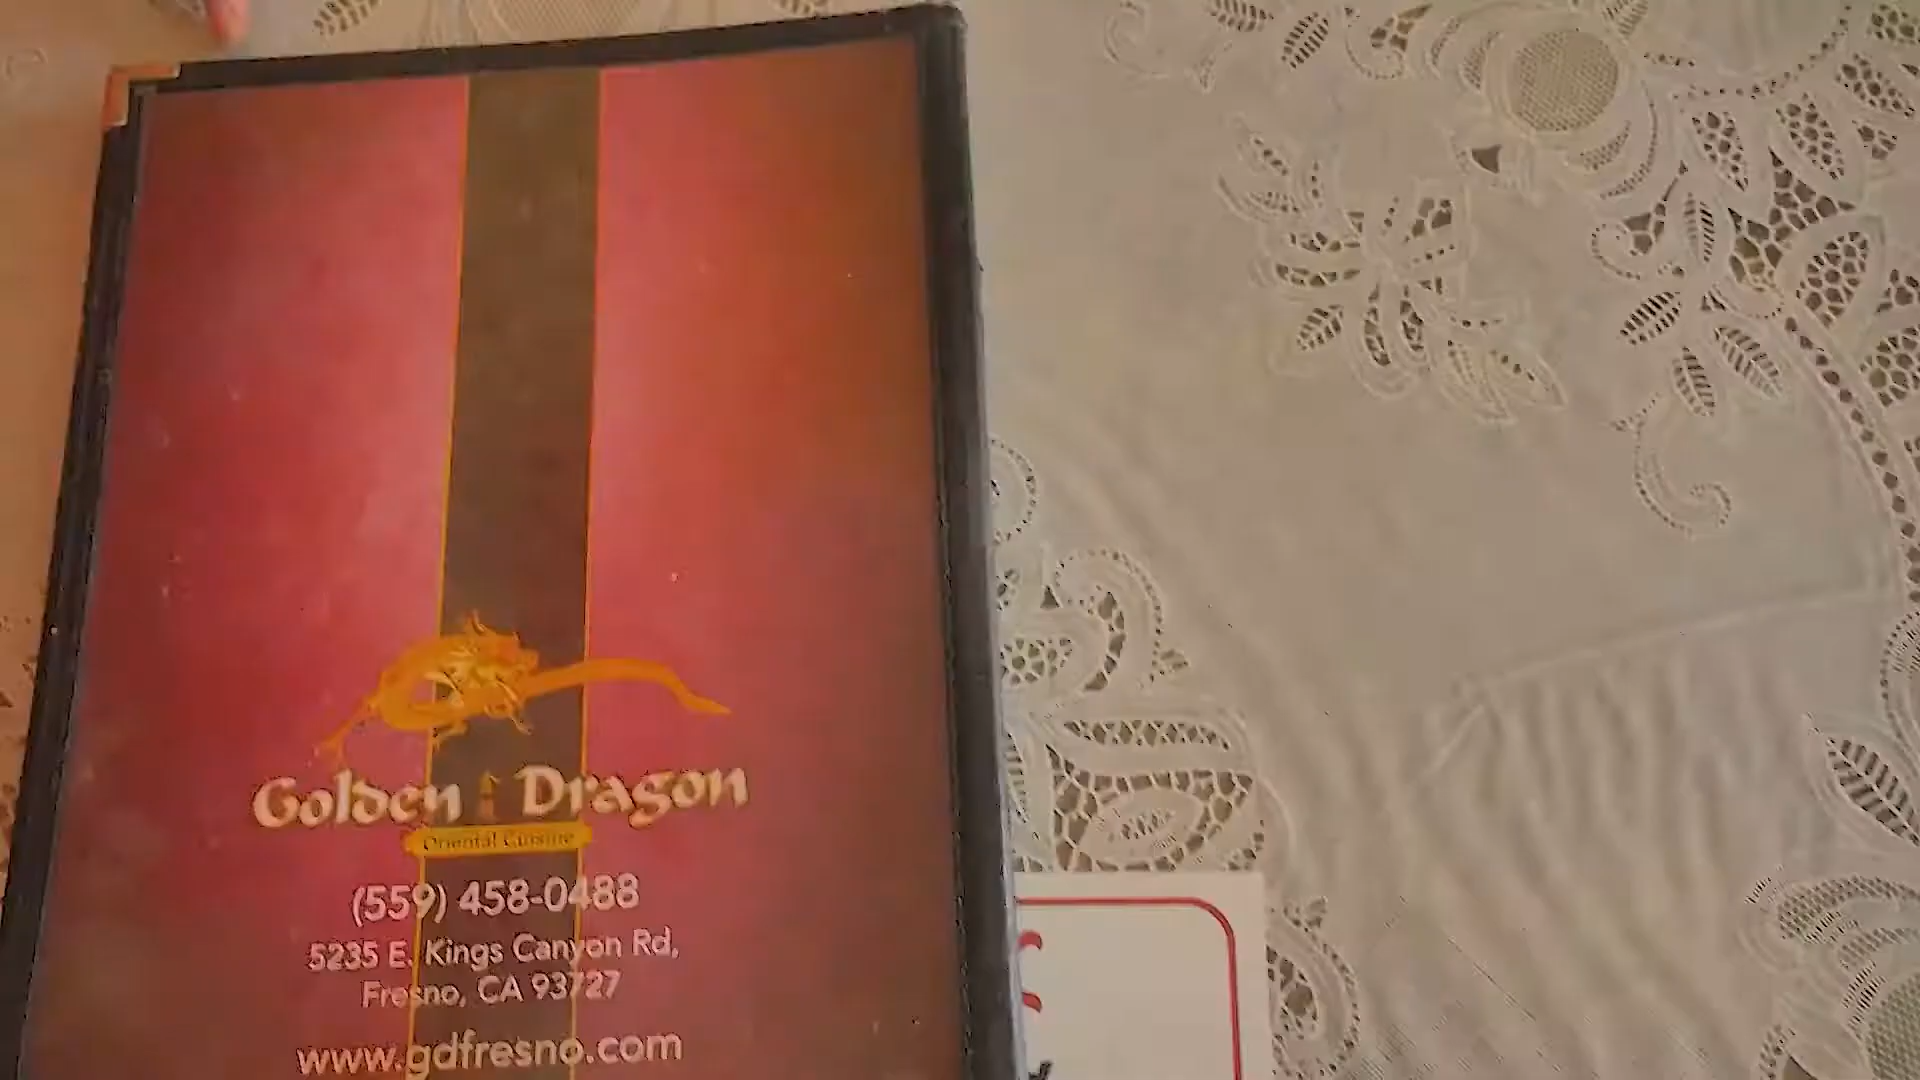 Golden Dragon
Oriental Cuisine
(559) 458-0488
5235 E. Kings Canyon Rd,
Fresno, CA 93727
www.gdfresno.com